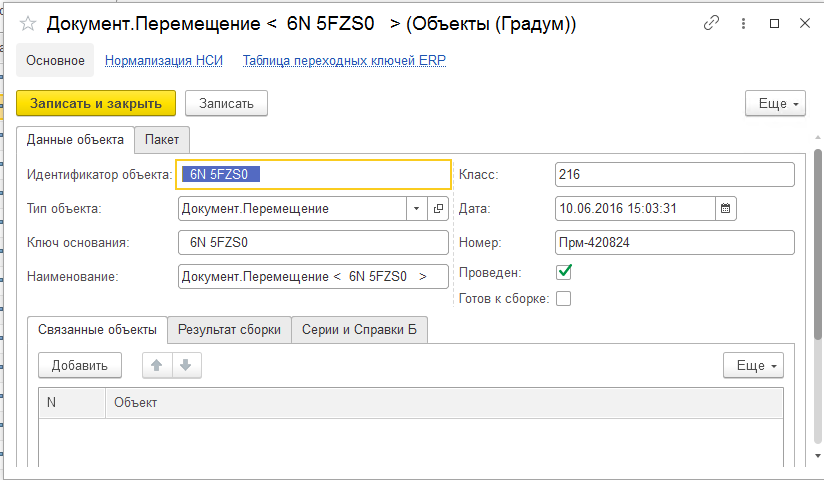 Документ.Перемещение <  6N 5FZS0   > (Объекты (Градум))
Основное Нормализация НСИ Таблица переходных ключей ERP
Записать и закрыть Записать Еще
Данные объекта Пакет
Идентификатор объекта: 6N 5FZS0 Класс: 216
Тип объекта: Документ.Перемещение Дата: 10.06.2016 15:03:31
Ключ основания: 6N 5FZS0 Номер: Прм-420824
Наименование: Документ.Перемещение <  6N 5FZS0   > Проведен:
Готов к сборке:
Связанные объекты Результат сборки Серии и Справки Б
Добавить Еще
N Объект